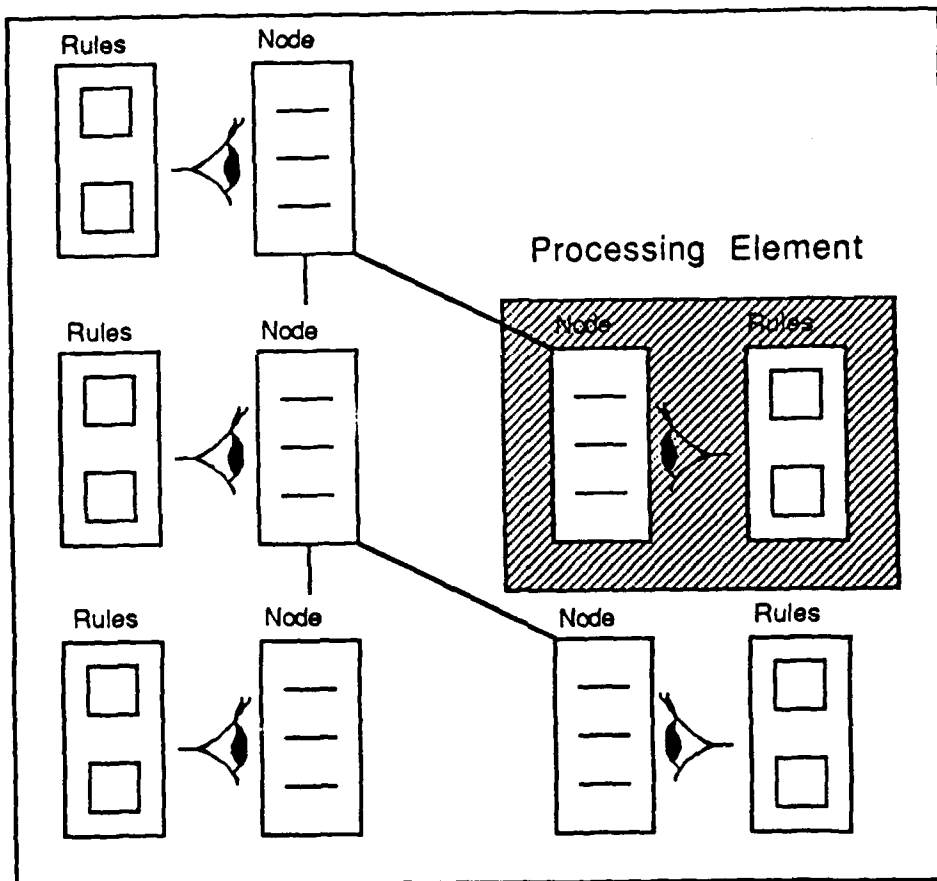 Rules
Node
Processing Element
Rules
Node
Node
Rules
Rules
Node
Node
Rules